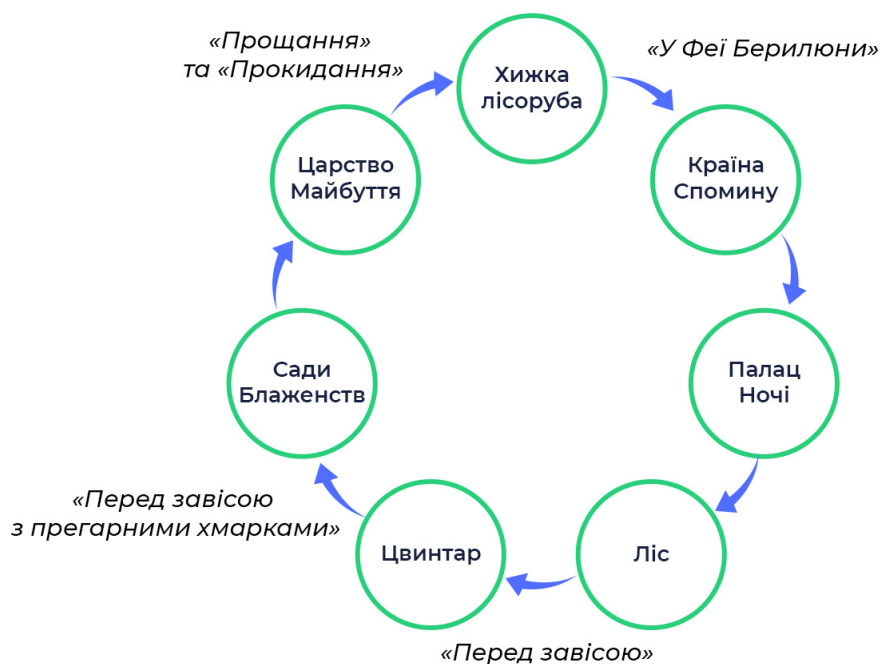 «Прощання»
та «Прокидання»
Хижка
лісоруба
«У Феї Берилюни»
Царство
Майбуття
Країна
Спомину
Сади
Блаженств
Палац
Ночі
«Перед завісою
з прегарними хмарками»
Цвинтар
Ліс
«Перед завісою»